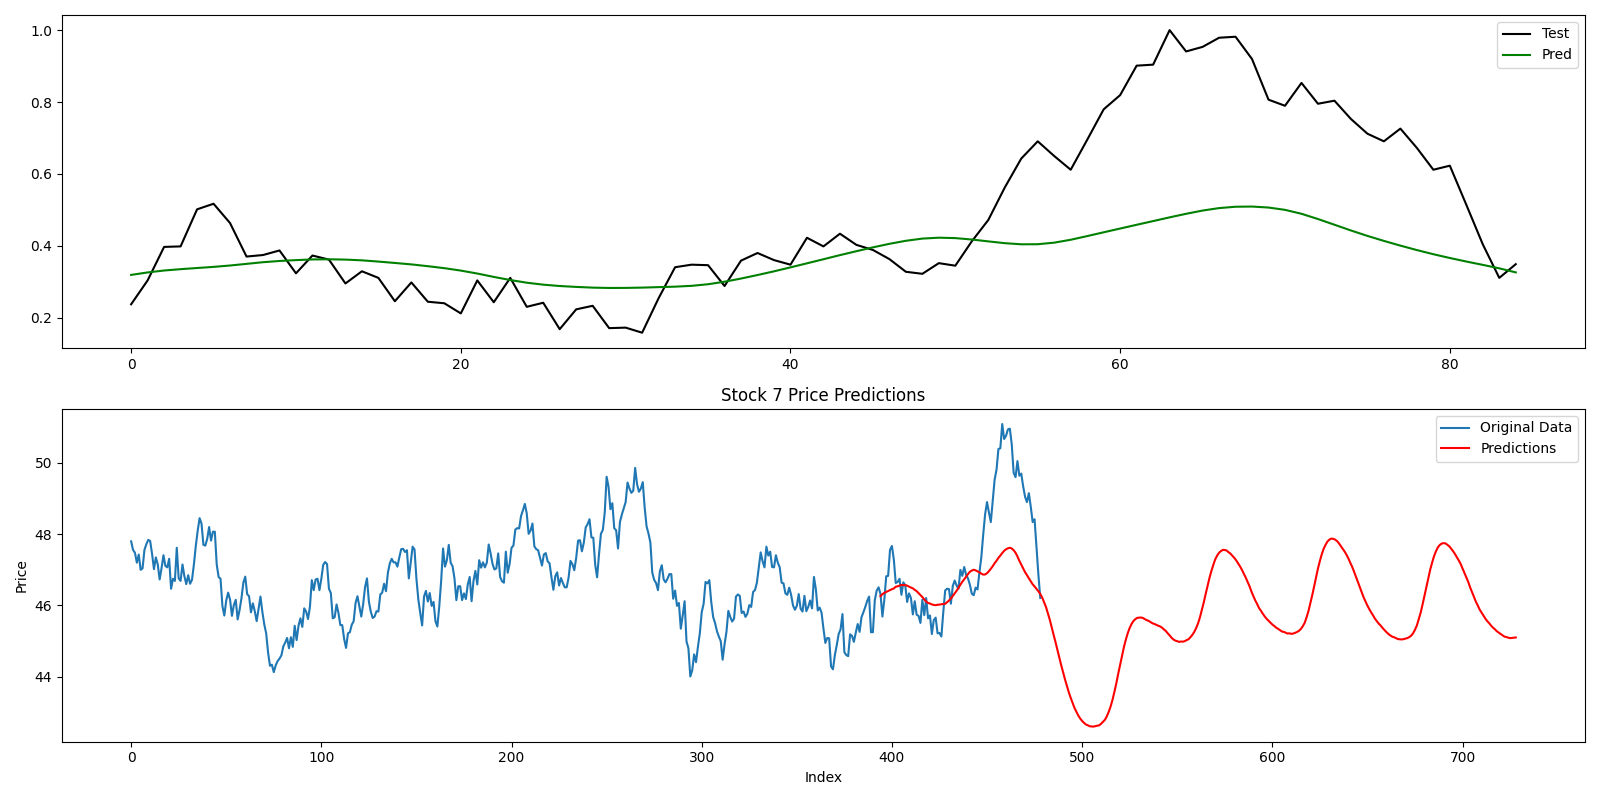 1.0
0.8
0.6
0.4
0.2
Test
Pred
0 20 40 60 80
Stock 7 Price Predictions
Price
50
48
46
44
Original Data
Predictions
0 100 200 300 400 500 600 700
Index